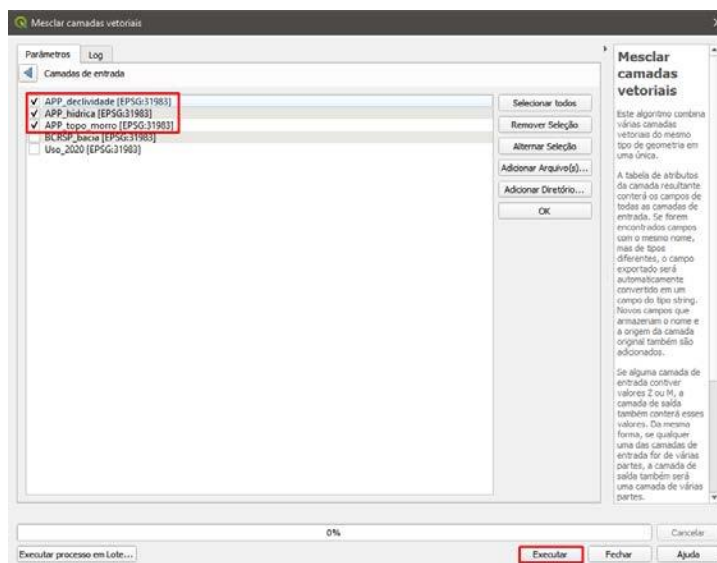 Mesclar camadas vetoriais
Parâmetros
Log
Camadas de entrada
APP_declividade [EPSG:31983]
APP_hidrica [EPSG:31983]
APP_topo_morro [EPSG:31983]
BCRSP_bacia [EPSG:31983]
Uso_2020 [EPSG:31983]
Selecionar todos
Remover Seleção
Alternar Seleção
Adicionar Arquivo(s)...
Adicionar Diretório...
OK
Mesclar
camadas
vetoriais
Este algoritmo combina
várias camadas
vetoriais do mesmo
tipo de geometria em
uma única.
A tabela de atributos
da camada resultante
conterá os campos de
todas as camadas de
entrada. Se forem
encontrados campos
com o mesmo nome,
mas de tipos
diferentes, o campo
exportado será
automaticamente
convertido em um
campo do tipo string.
Novos campos que
armazenam o nome e
a origem da camada
original também são
adicionados.
Se alguma camada de
entrada contiver
valores Z ou M, a
camada de saída
também conterá esses
valores. Da mesma
forma, se qualquer
uma das camadas de
entrada for de várias
partes, a camada de
saída também será
uma camada de várias
partes.
0%
Cancelar
Executar processo em Lote...
Executar
Fechar
Ajuda